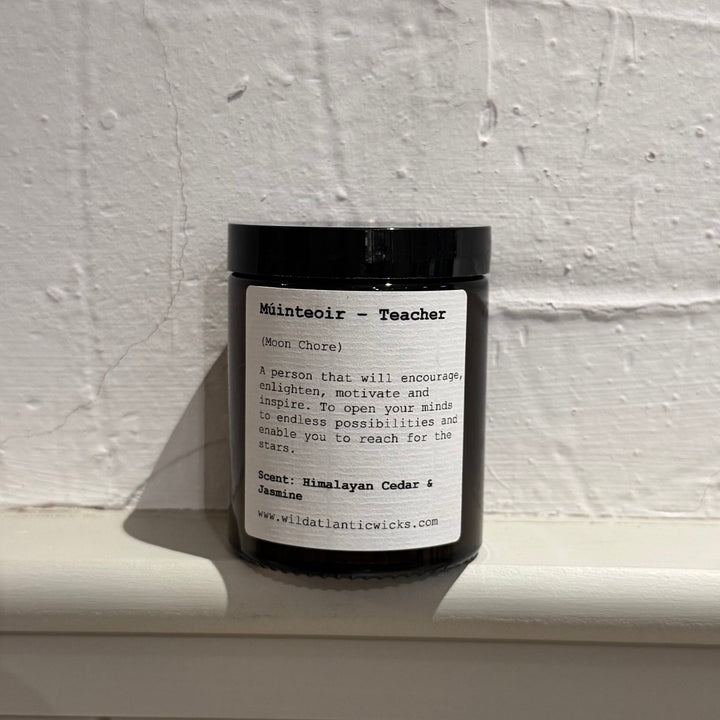 Múinteoir - Teacher
(Moon Chore)
A person that will encourage,
enlighten, motivate and
inspire. To open your minds
to endless possibilities and
enable you to reach for the
stars.
Scent: Himalayan Cedar &
Jasmine
www.wildatlanticwicks.com